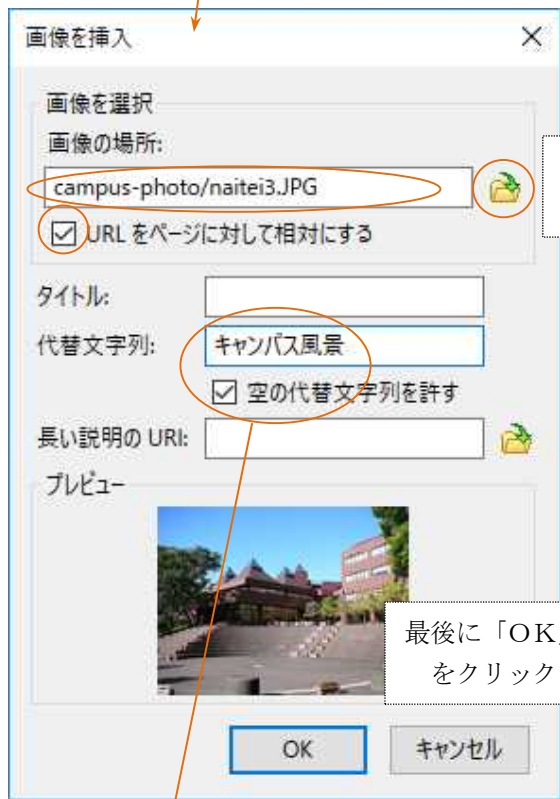 画像を挿入
画像を選択
画像の場所:
campus-photo/naitei3.JPG
URL をページに対して相対にする
タイトル:
代替文字列: キャンパス風景
空の代替文字列を許す
長い説明の URI:
プレビュー
最後に「ＯＫ」
をクリック
OK キャンセル